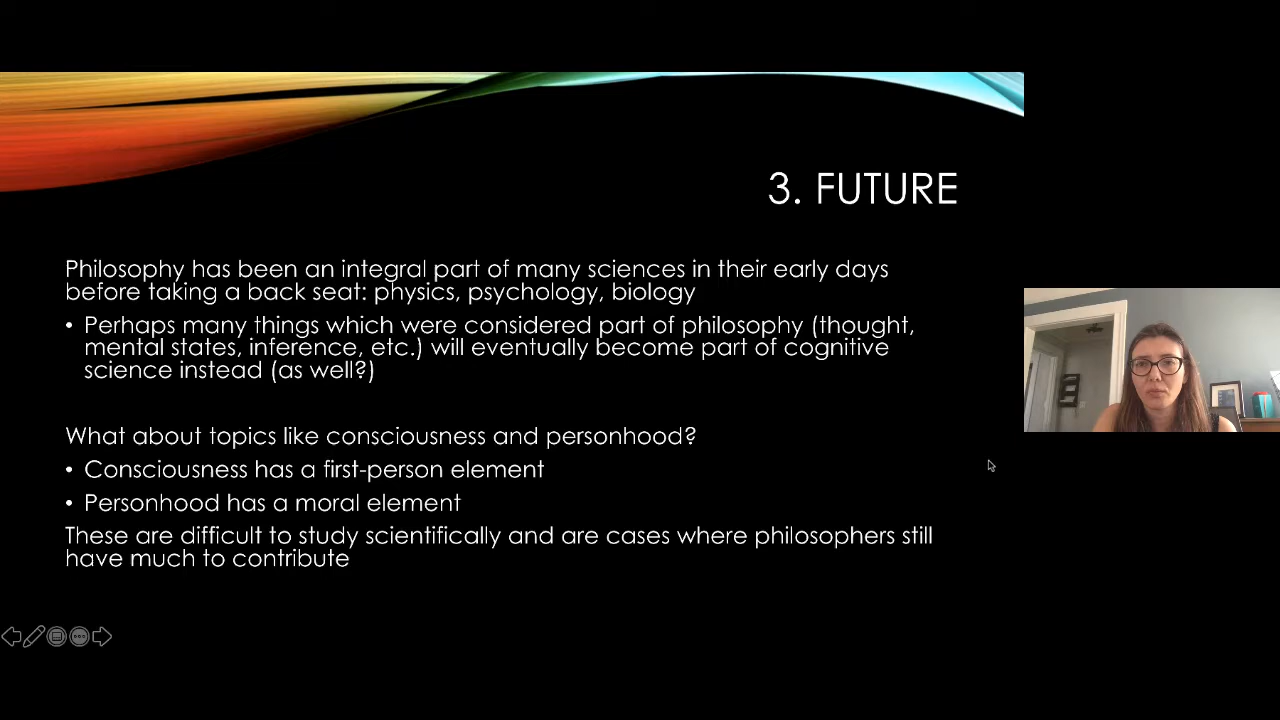 3. FUTURE
Philosophy has been an integral part of many sciences in their early days
before taking a back seat: physics, psychology, biology
• Perhaps many things which were considered part of philosophy (thought,
mental states, inference, etc.) will eventually become part of cognitive
science instead (as well?)
What about topics like consciousness and personhood?
• Consciousness has a first-person element
• Personhood has a moral element
These are difficult to study scientifically and are cases where philosophers still
have much to contribute